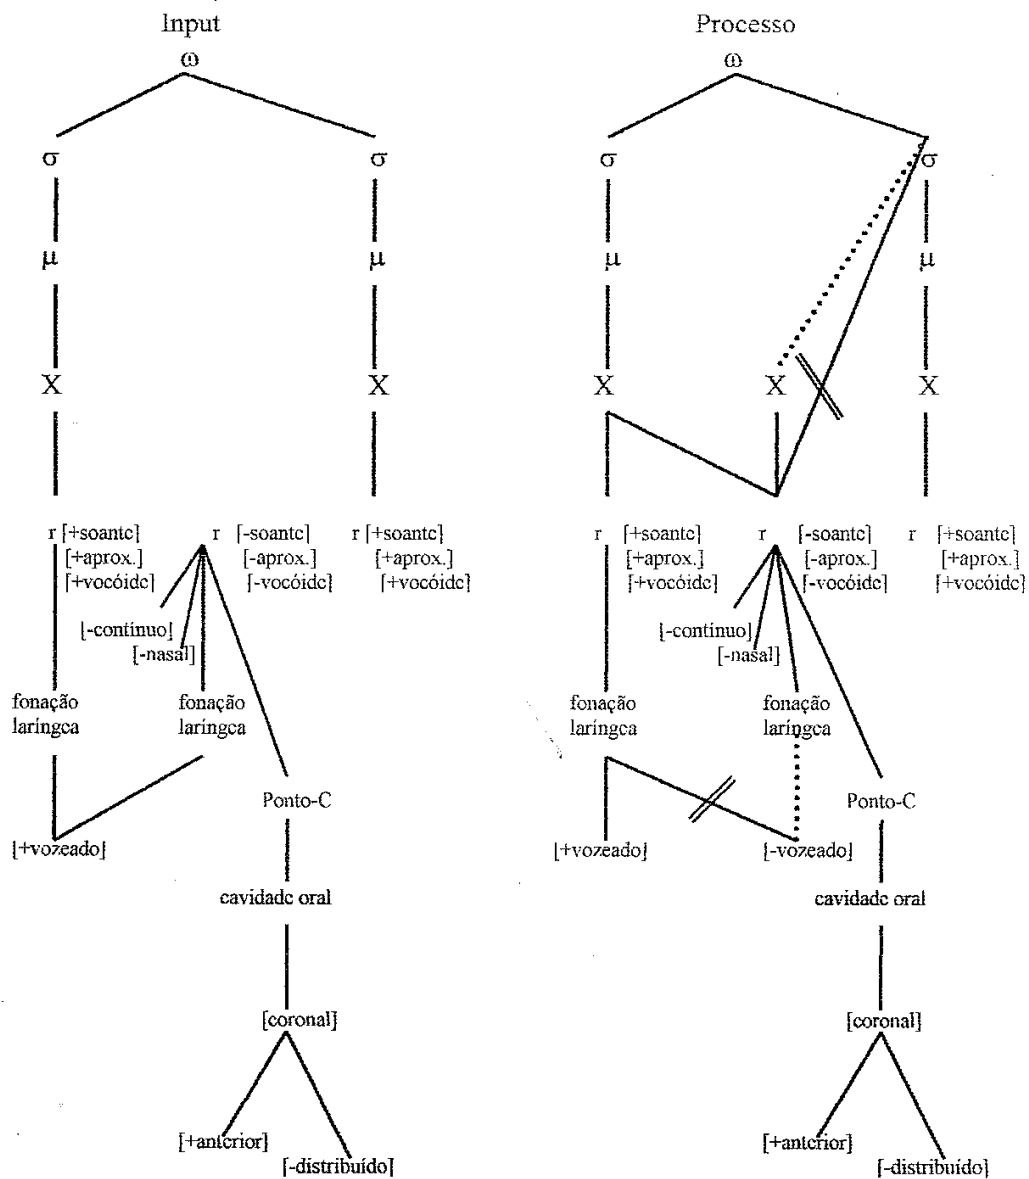 Input Processo
ω ω
σ σ σ σ
μ μ μ μ
X X X X X
r [+soante] r [-soante] r [+soante] r [+soante] r [-soante] r [+soante]
[+aprox.] [-aprox.] [+aprox.] [+aprox.] [-aprox.] [+aprox.]
[+vocóide] [-vocóide] [+vocóide] [+vocóide] [-vocóide] [+vocóide]
[-contínuo] [-contínuo]
[-nasal] [-nasal]
fonação fonação fonação fonação
laríngea laríngea laríngea laríngea
Ponto-C Ponto-C
[+vozeado] [+vozeado] [-vozeado]
cavidade oral cavidade oral
[coronal] [coronal]
[+anterior] [+anterior]
[-distribuído] [-distribuído]